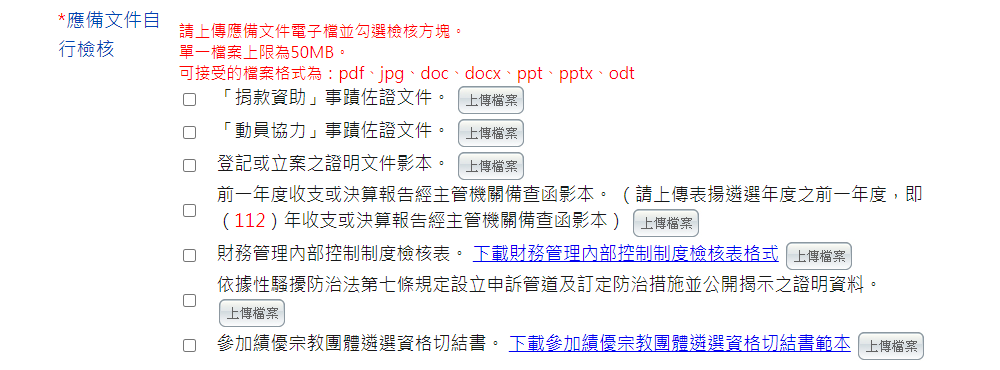 *應備文件自
行檢核
請上傳應備文件電子檔並勾選檢核方塊。
單一檔案上限為50MB。
可接受的檔案格式為：pdf、jpg、doc、docx、ppt、pptx、odt
「捐款資助」事蹟佐證文件。 上傳檔案
「動員協力」事蹟佐證文件。 上傳檔案
登記或立案之證明文件影本。 上傳檔案
前一年度收支或決算報告經主管機關備查函影本。（請上傳表揚遴選年度之前一年度，即
（112）年收支或決算報告經主管機關備查函影本） 上傳檔案
財務管理內部控制制度檢核表。 下載財務管理內部控制制度檢核表格式 上傳檔案
依據性騷擾防治法第七條規定設立申訴管道及訂定防治措施並公開揭示之證明資料。
上傳檔案
參加績優宗教團體遴選資格切結書。 下載參加績優宗教團體遴選資格切結書範本 上傳檔案